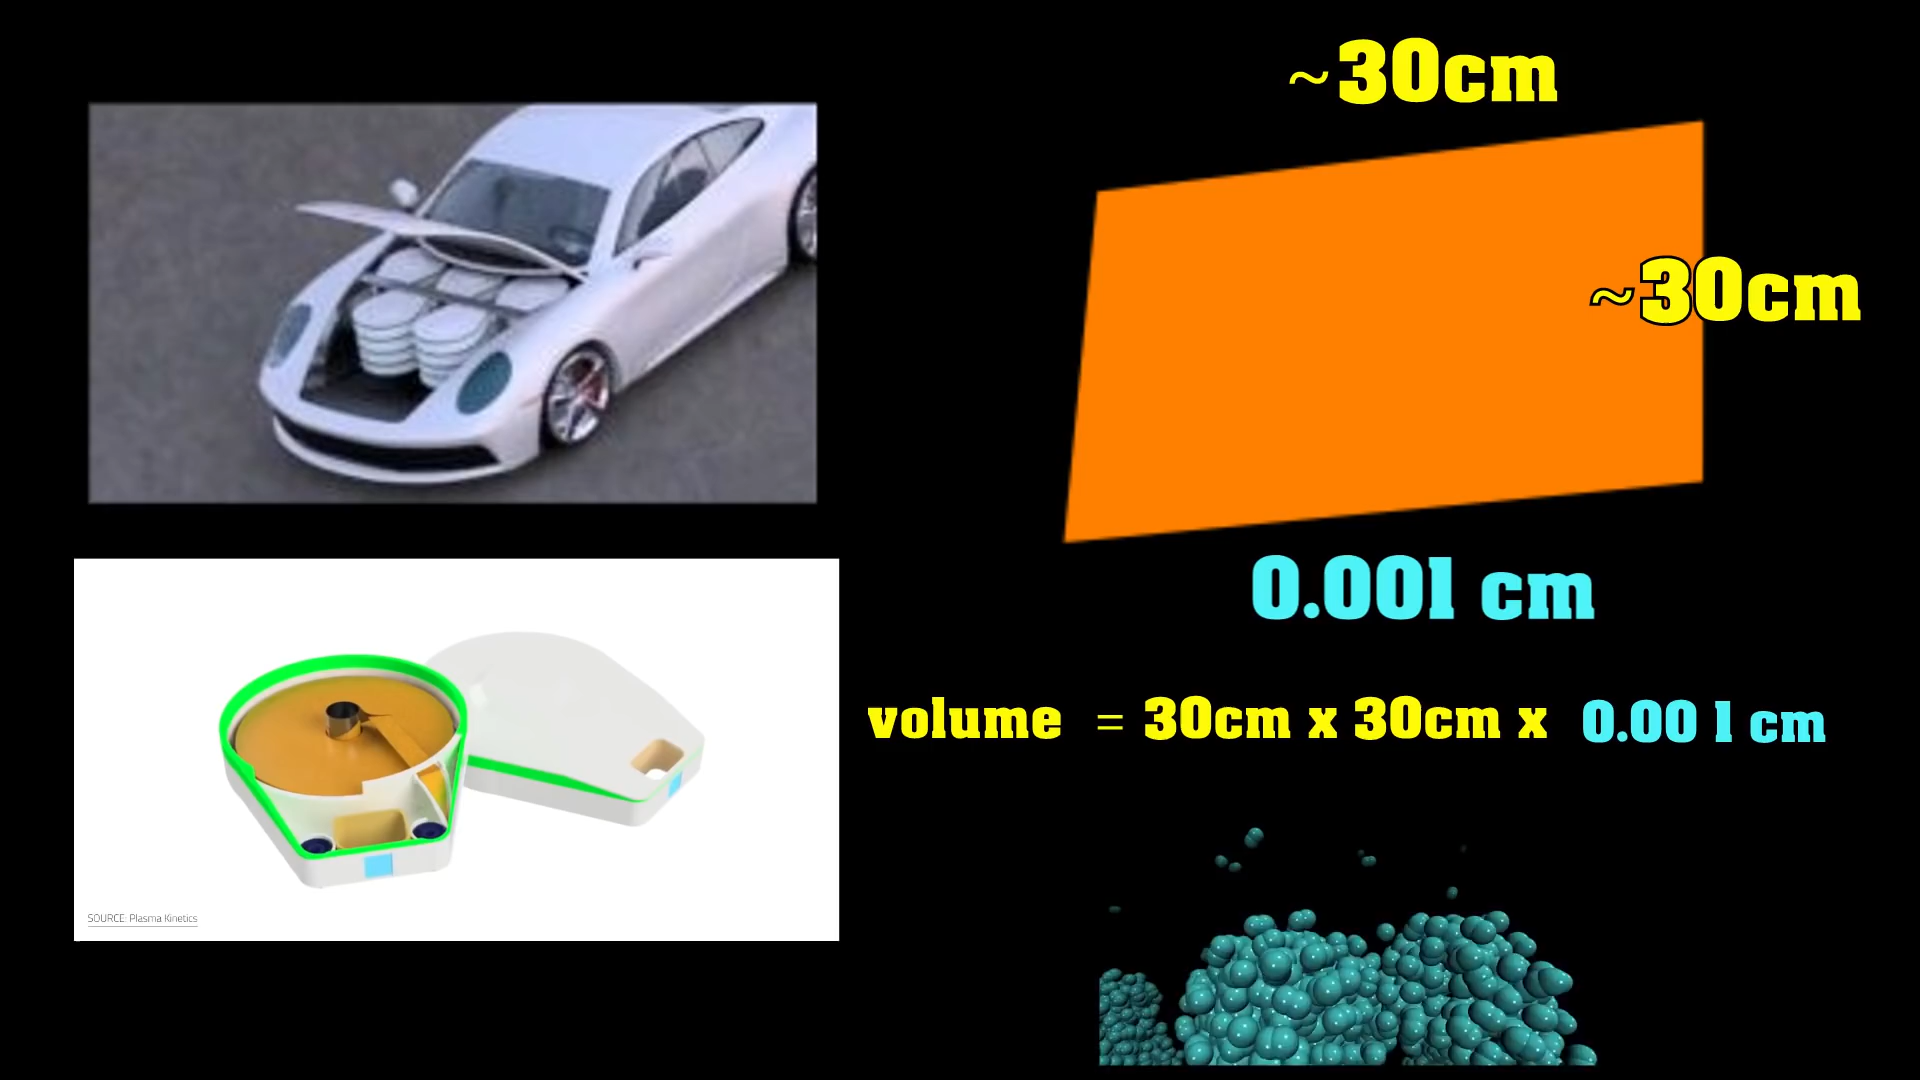 ~30cm
~30cm
0.001 cm
volume = 30cm x 30cm x 0.00 1 cm
SOURCE: Plasma Kinetics